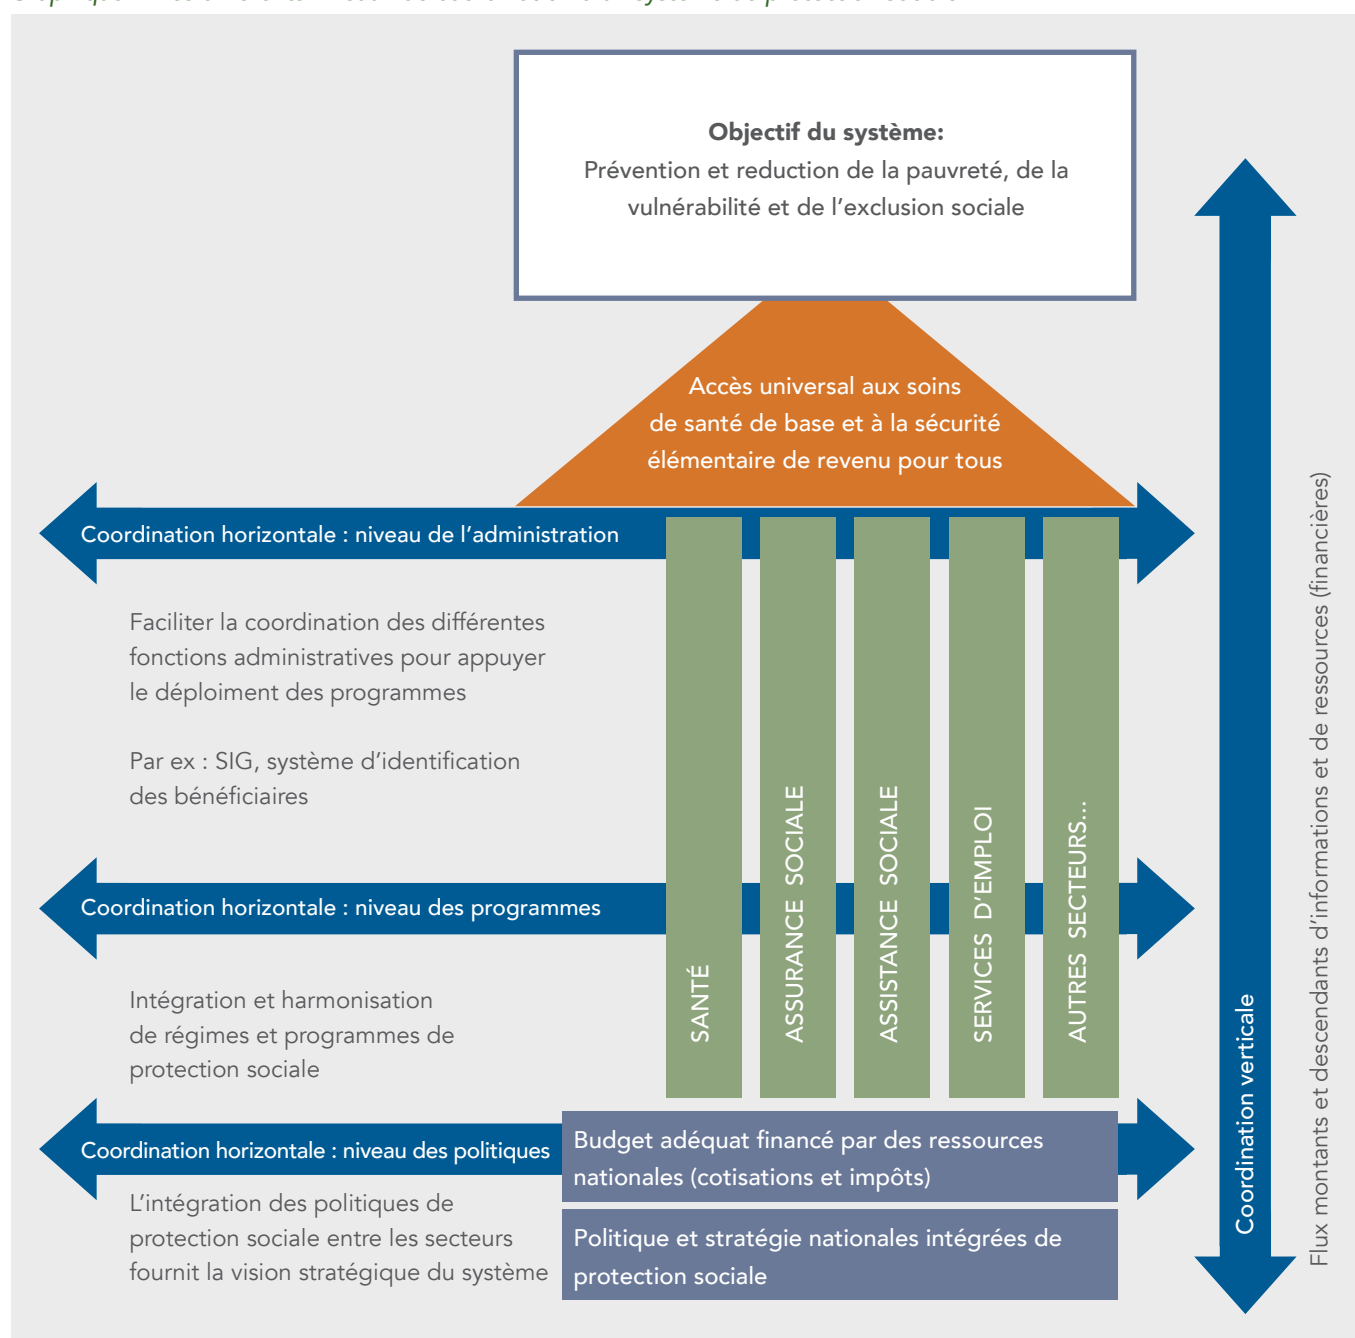 Objectif du système:
Prévention et reduction de la pauvreté, de la
vulnérabilité et de l'exclusion sociale
Accès universal aux soins
de santé de base et à la sécurité
élémentaire de revenu pour tous
Coordination horizontale : niveau de l'administration
Faciliter la coordination des différentes
fonctions administratives pour appuyer
le déploiment des programmes
Par ex : SIG, système d'identification
des bénéficiaires
Coordination horizontale : niveau des programmes
Intégration et harmonisation
de régimes et programmes de
protection sociale
SANTÉ
ASSURANCE SOCIALE
ASSISTANCE SOCIALE
SERVICES D'EMPLOI
AUTRES SECTEURS...
Coordination horizontale : niveau des politiques
L'intégration des politiques de
protection sociale entre les secteurs
fournit la vision stratégique du système
Budget adéquat financé par des ressources
nationales (cotisations et impôts)
Politique et stratégie nationales intégrées de
protection sociale
Coordination verticale
Flux montants et descendants d'informations et de ressources (financières)